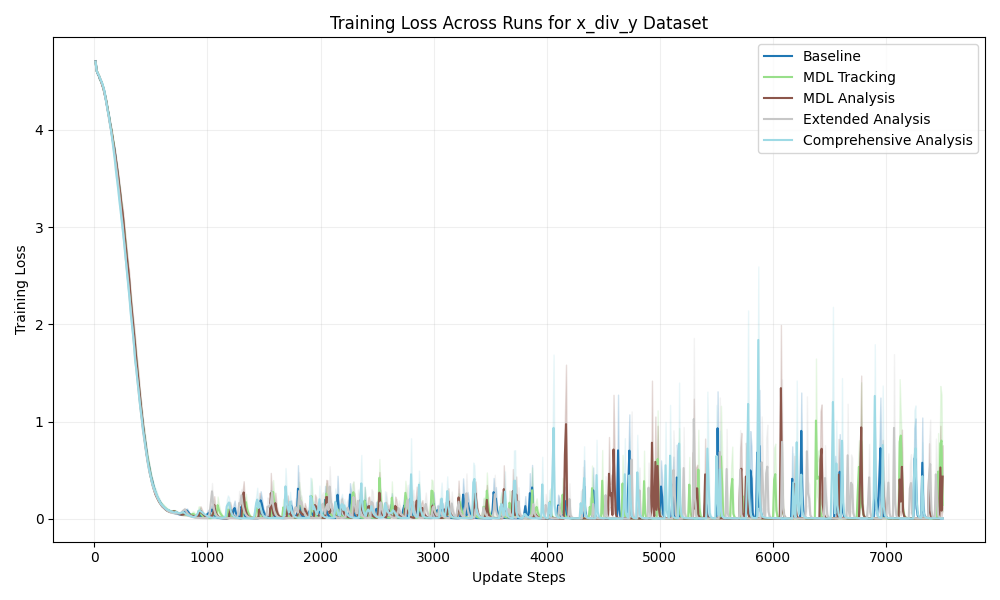 Training Loss Across Runs for x_div_y Dataset
Baseline
MDL Tracking
MDL Analysis
Extended Analysis
Comprehensive Analysis
Training Loss
4
3
2
1
0
0 1000 2000 3000 4000 5000 6000 7000
Update Steps